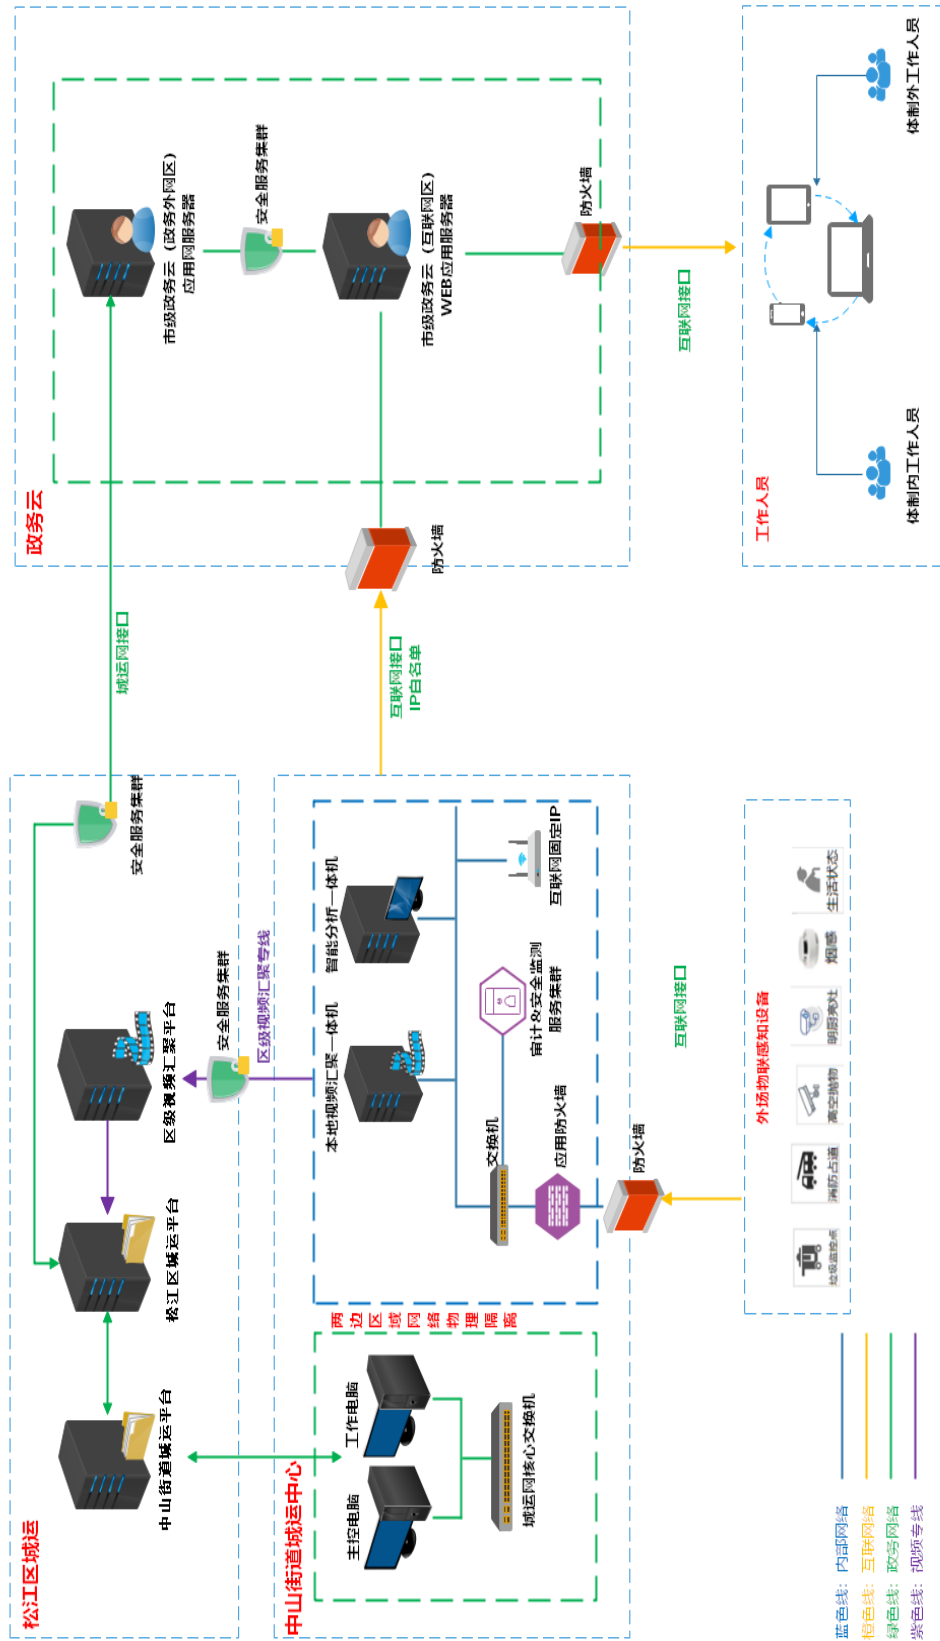 松江区城运
中山街道城运平台
松江区城运平台
区级视频汇聚平台
安全服务集群
安全服务集群
区级视频汇聚专线
城运网接口
政务云
市级政务云（政务外网区）
应用网服务器
安全服务集群
市级政务云（互联网区）
WEB应用服务器
防火墙
防火墙
互联网接口
IP白名单
互联网接口
中山街道城运中心
主控电脑
工作电脑
城运网核心交换机
两边区域网络物理隔离
本地视频汇聚一体机
智能分析一体机
交换机
审计&安全监测
服务集群
互联网固定IP
应用防火墙
防火墙
互联网接口
工作人员
体制内工作人员
体制外工作人员
外场物联感知设备
垃圾监控点
消防占道
高空抛物
明厨亮灶
烟感
生活状态
蓝色线：内部网络
橙色线：互联网络
绿色线：政务网络
紫色线：视频专线